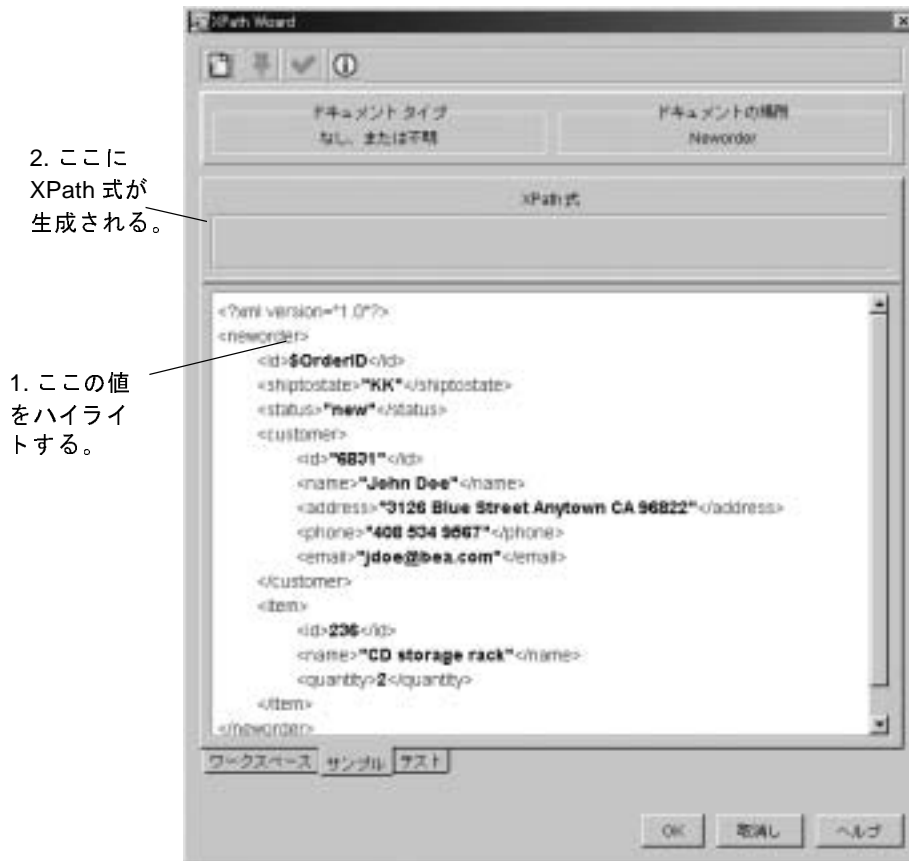 XPath Wizard
ドキュメント タイプ
なし、または不明
ドキュメントの場所
Neworder
2. ここに
XPath 式が
生成される。
XPath 式
<?xml version="1.0"?>
<neworder>
<id>$OrderID</id>
<shiptostate>"KK"</shiptostate>
<status>"new"</status>
<customer>
<id>"6831"</id>
<name>"John Doe"</name>
<address>"3126 Blue Street Anytown CA 96822"</address>
<phone>"408 534 9567"</phone>
<email>"jdoe@bea.com"</email>
</customer>
<item>
<id>236</id>
<name>"CD storage rack"</name>
<quantity>2</quantity>
</item>
</neworder>
1. ここの値
をハイライ
トする。
ワークスペース サンプル テスト
OK 取消し ヘルプ